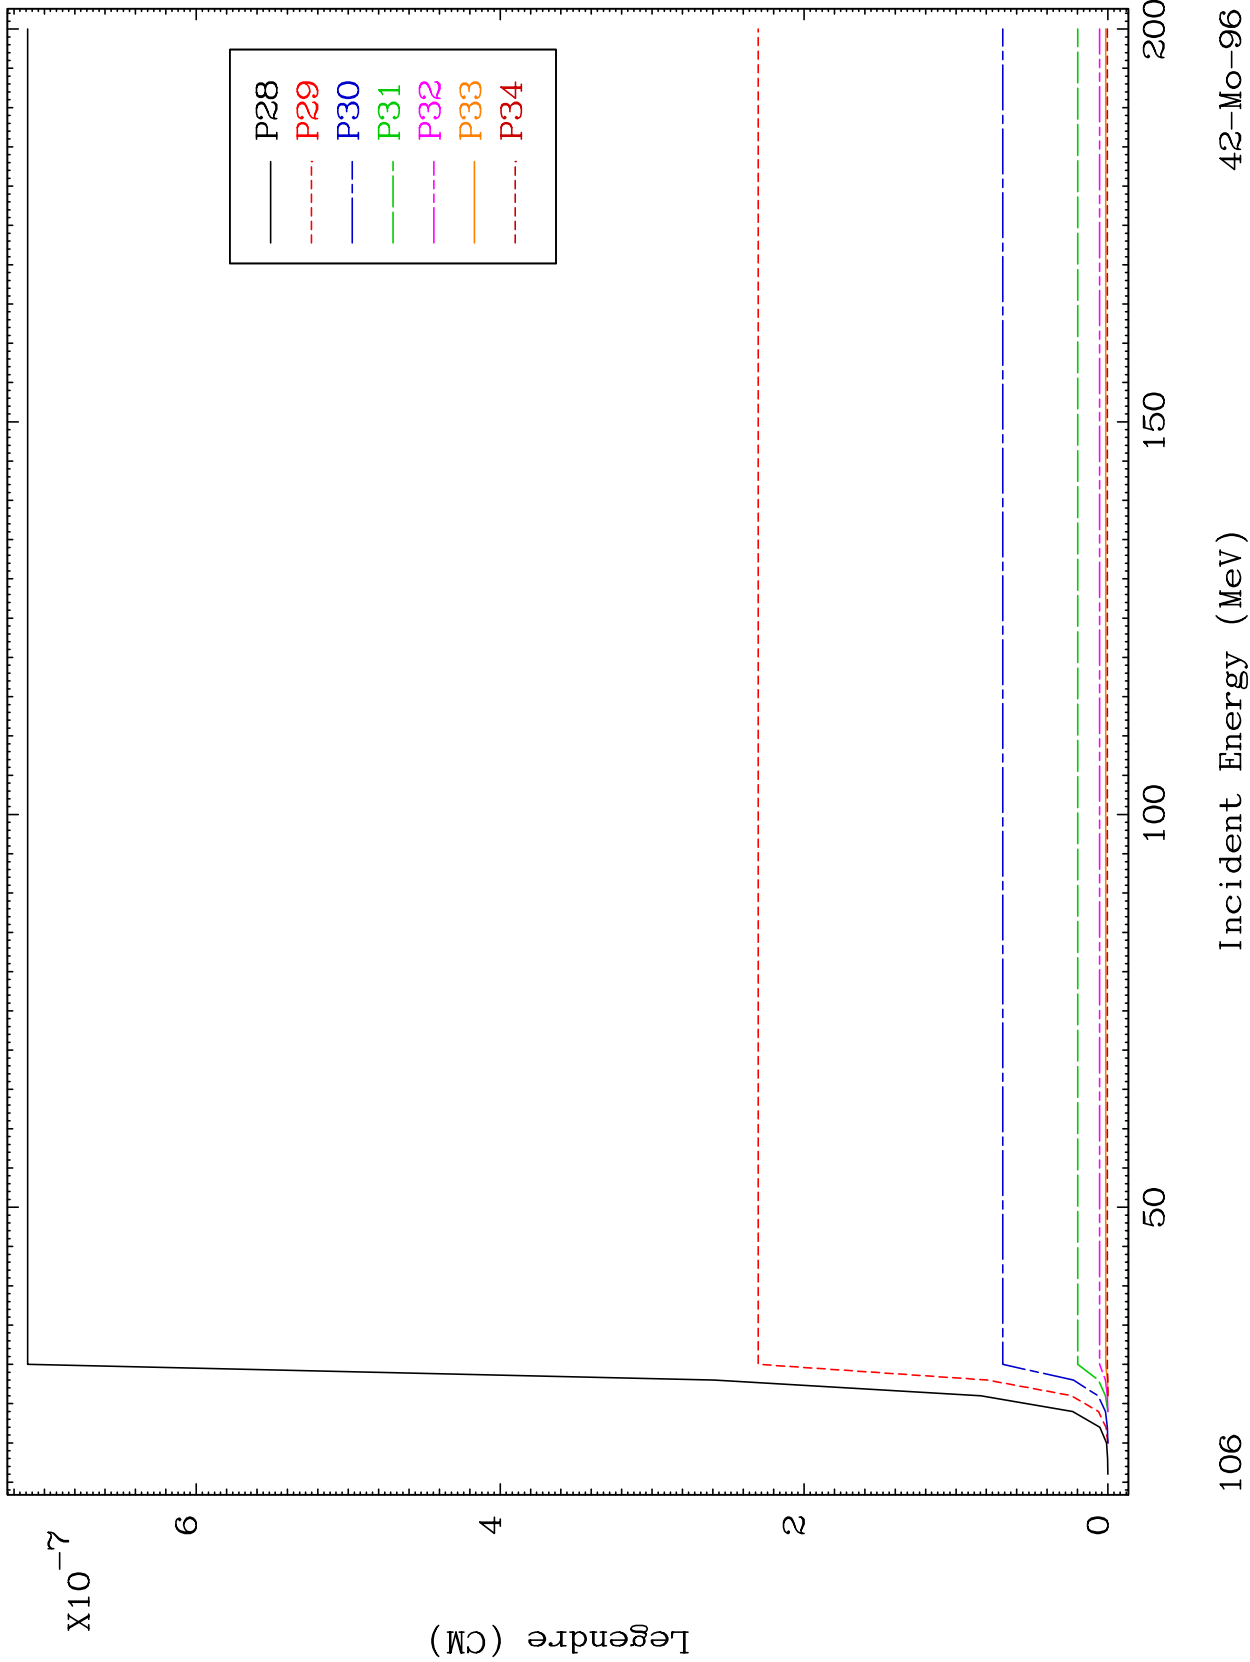 X10-7
6
4
2
0
Legendre (CM)
P28
P29
P30
P31
P32
P33
P34
50
100
150
200
Incident Energy (MeV)
106
42-Mo-96